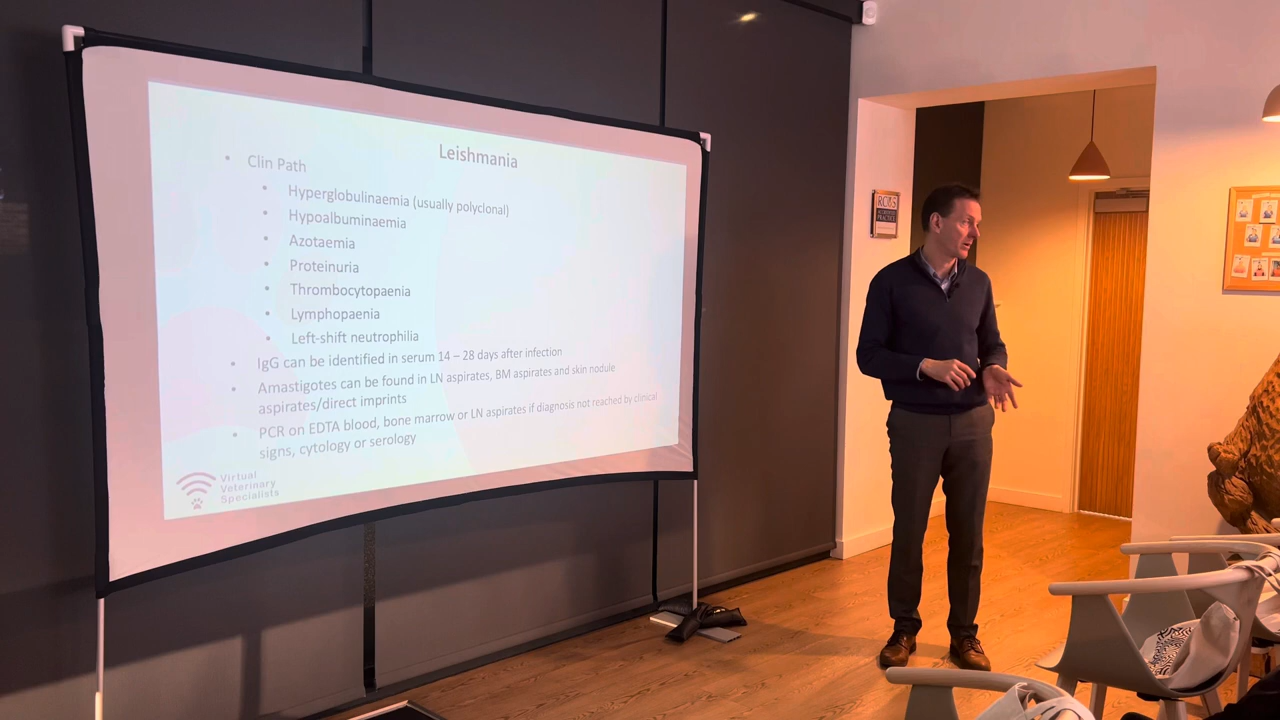 Leishmania
• Clin Path
• Hyperglobulinaemia (usually polyclonal)
• Hypoalbuminaemia
• Azotaemia
• Proteinuria
• Thrombocytopaenia
• Lymphopaenia
• Left-shift neutrophilia
• IgG can be identified in serum 14 – 28 days after infection
• Amastigotes can be found in LN aspirates, BM aspirates and skin nodule
aspirates/direct imprints
• PCR on EDTA blood, bone marrow or LN aspirates if diagnosis not reached by clinical
signs, cytology or serology
Virtual
Veterinary
Specialists
RCVS
ACCREDITED
PRACTICE